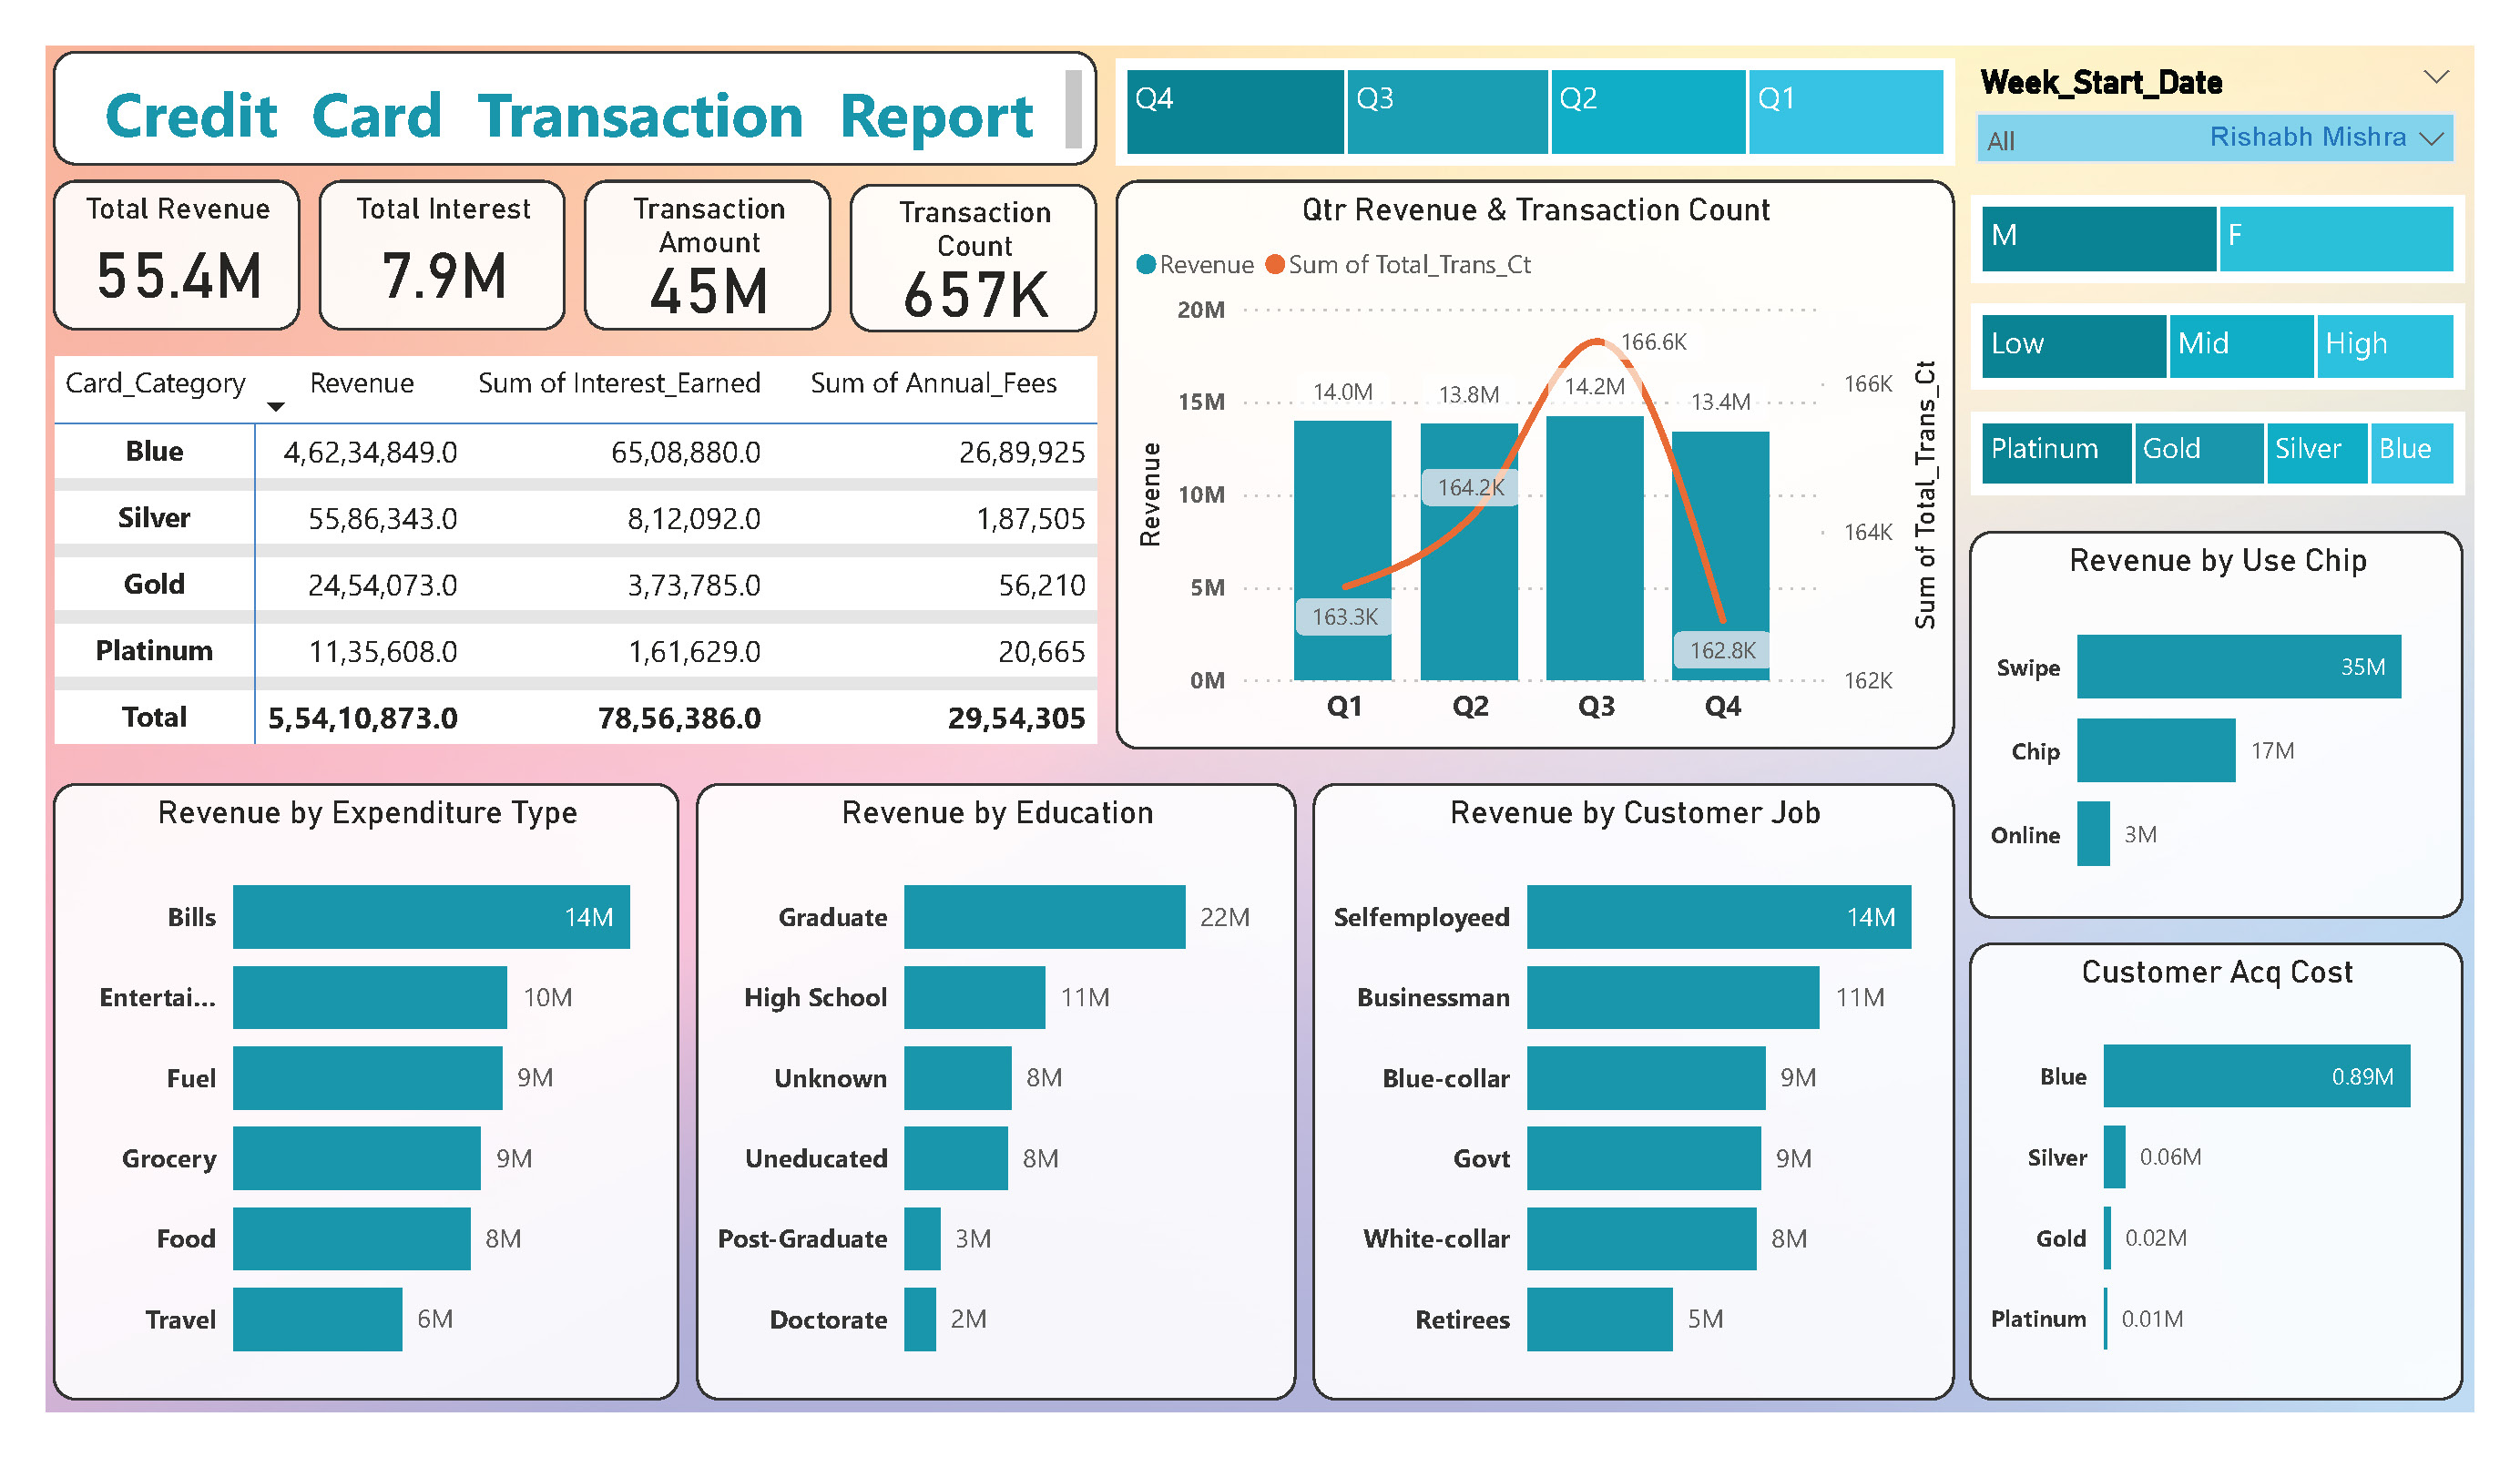 Credit Card Transaction Report
Q4 Q3 Q2 Q1
Week_Start_Date
All Rishabh Mishra
Total Revenue
55.4M
Total Interest
7.9M
Transaction
Amount
45M
Transaction
Count
657K
M F
Low Mid High
Platinum Gold Silver Blue
Card_Category Revenue Sum of Interest_Earned Sum of Annual_Fees
Blue 4,62,34,849.0 65,08,880.0 26,89,925
Silver 55,86,343.0 8,12,092.0 1,87,505
Gold 24,54,073.0 3,73,785.0 56,210
Platinum 11,35,608.0 1,61,629.0 20,665
Total 5,54,10,873.0 78,56,386.0 29,54,305
Qtr Revenue & Transaction Count
Revenue Sum of Total_Trans_Ct
20M
166.6K
14.0M 13.8M 14.2M 13.4M
166K
15M
164.2K
10M
164K
5M
163.3K
162.8K
0M
162K
Q1 Q2 Q3 Q4
Revenue
Sum of Total_Trans_Ct
Revenue by Use Chip
Swipe 35M
Chip 17M
Online 3M
Revenue by Expenditure Type
Bills 14M
Entertai... 10M
Fuel 9M
Grocery 9M
Food 8M
Travel 6M
Revenue by Education
Graduate 22M
High School 11M
Unknown 8M
Uneducated 8M
Post-Graduate 3M
Doctorate 2M
Revenue by Customer Job
Selfemployeed 14M
Businessman 11M
Blue-collar 9M
Govt 9M
White-collar 8M
Retirees 5M
Customer Acq Cost
Blue 0.89M
Silver 0.06M
Gold 0.02M
Platinum 0.01M